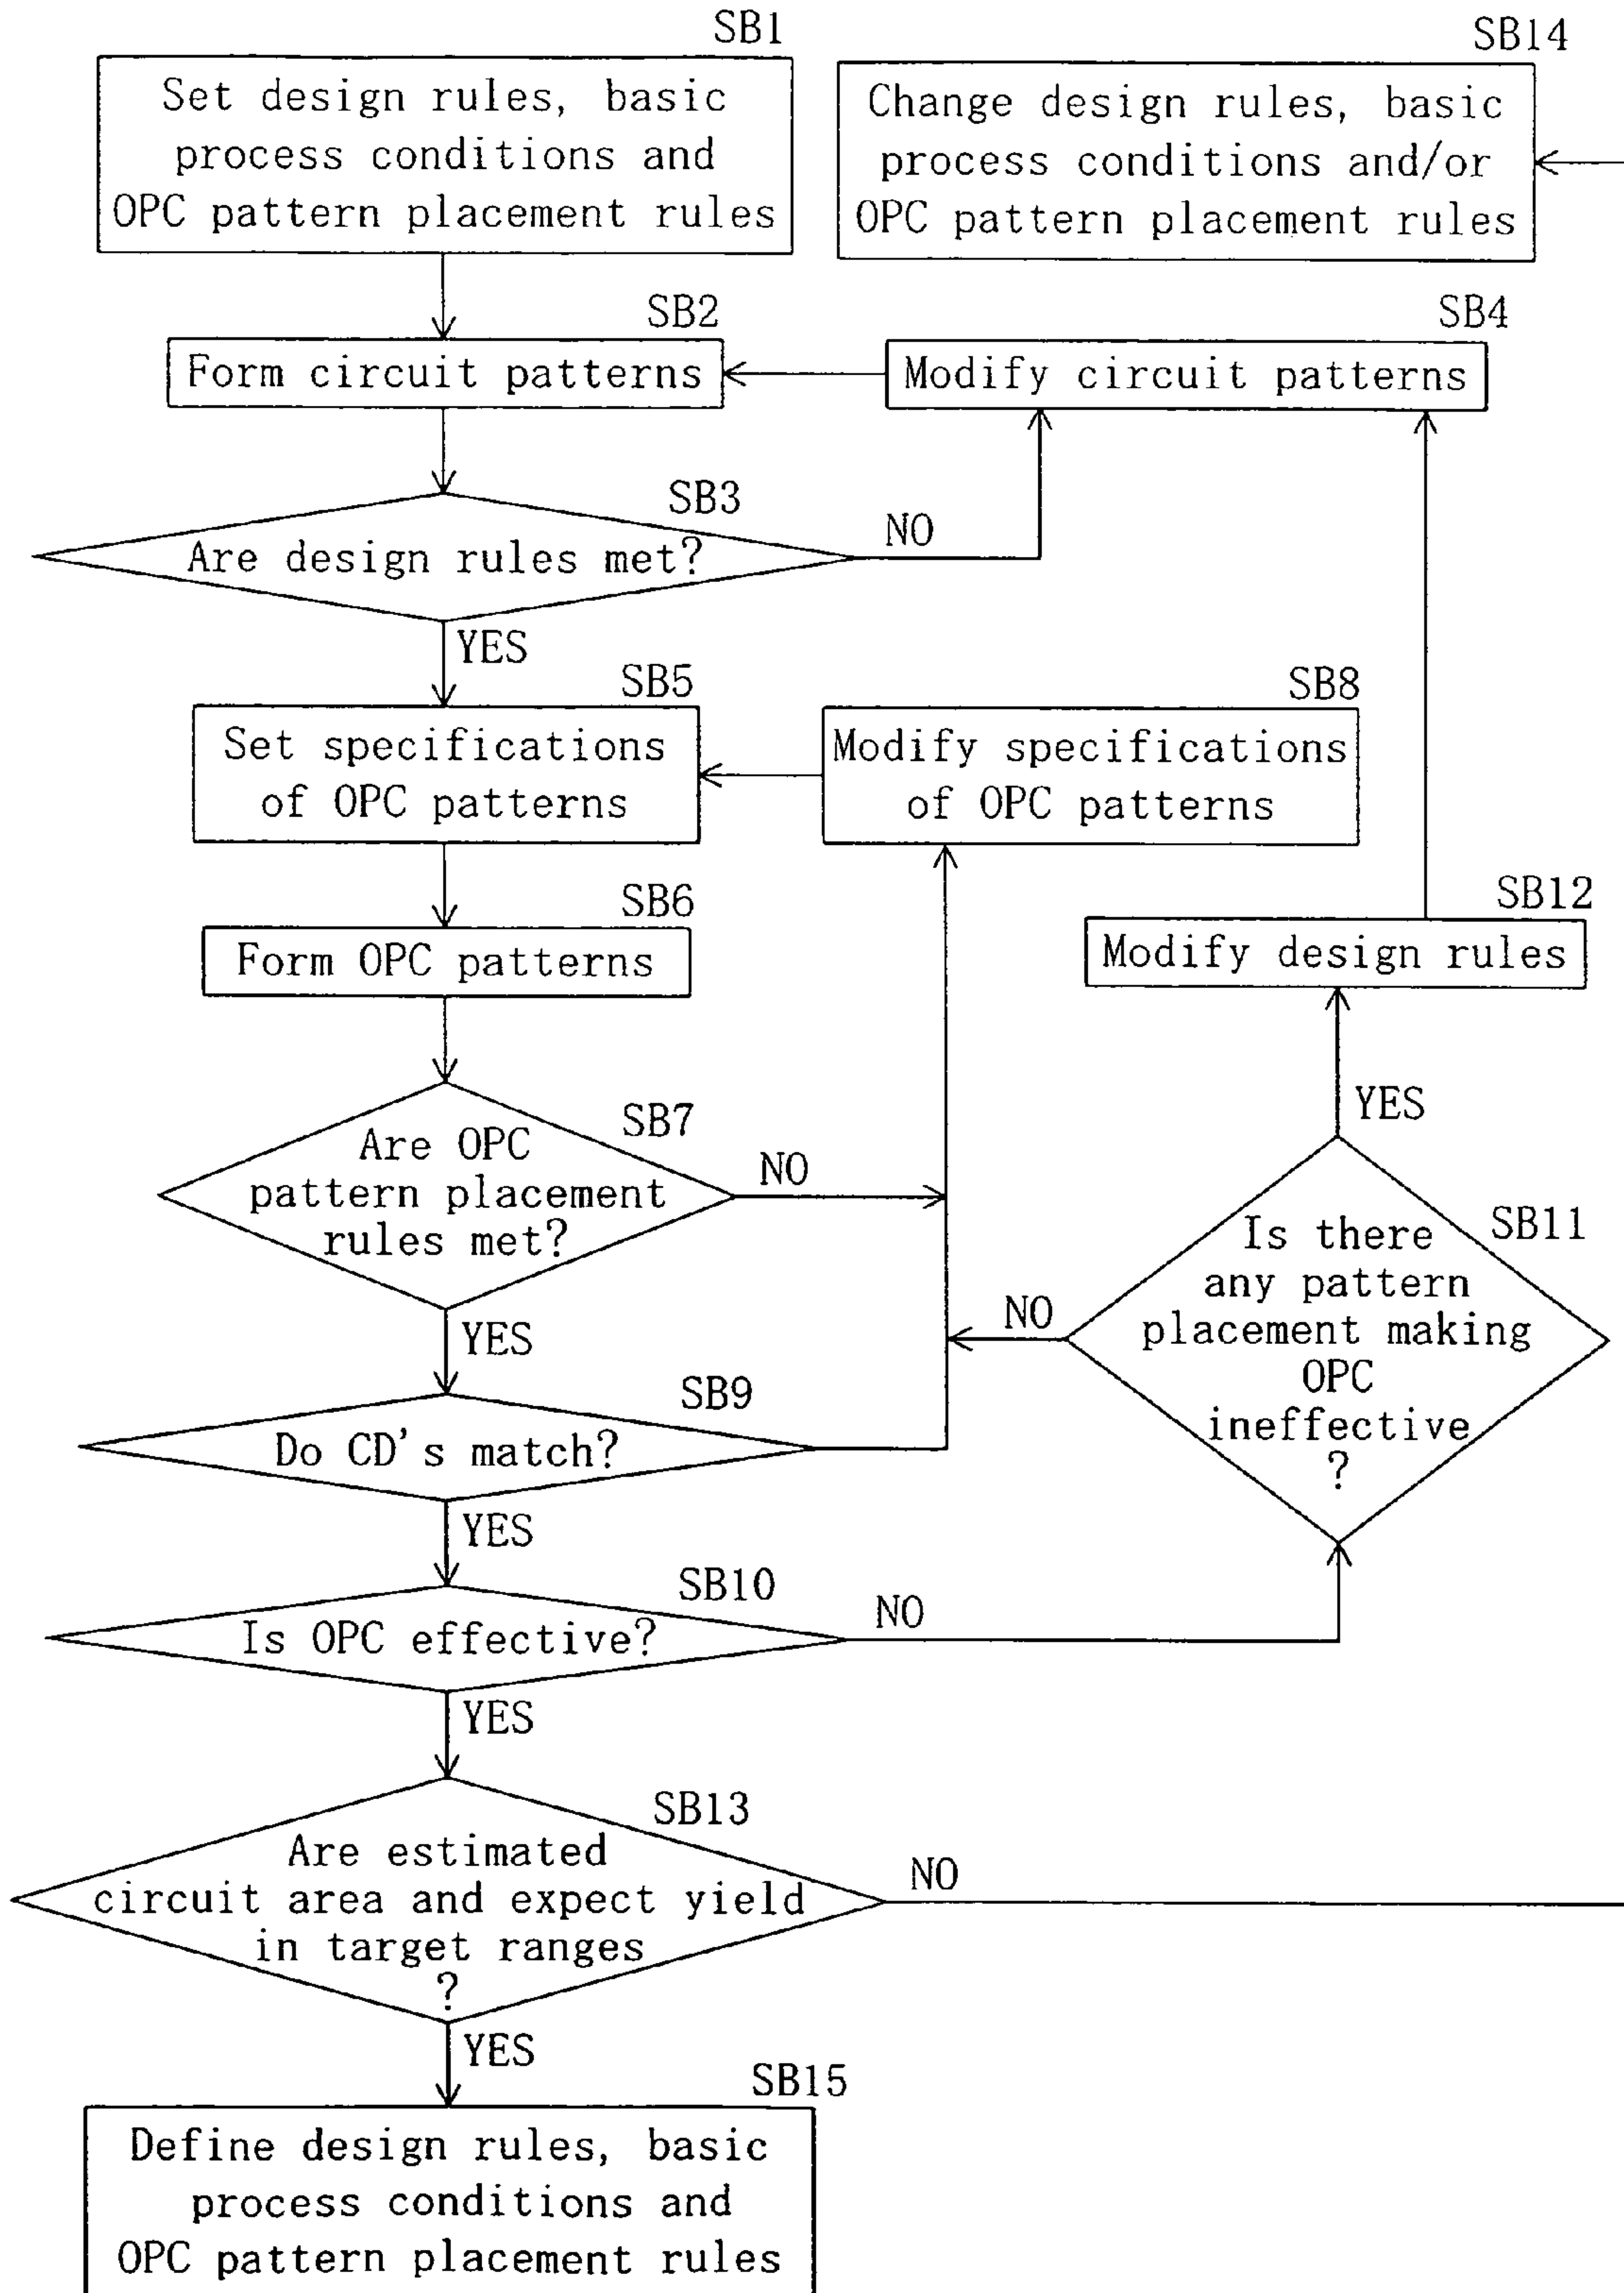 SB1
Set design rules, basic
process conditions and
OPC pattern placement rules
SB14
Change design rules, basic
process conditions and/or
OPC pattern placement rules
SB2
Form circuit patterns
SB4
Modify circuit patterns
SB3
Are design rules met?
NO
YES
SB5
Set specifications
of OPC patterns
SB8
Modify specifications
of OPC patterns
SB6
Form OPC patterns
SB12
Modify design rules
SB7
Are OPC
pattern placement
rules met?
NO
YES
YES
SB11
Is there
any pattern
placement making
OPC
ineffective
?
NO
SB9
Do CD's match?
YES
SB10
Is OPC effective?
NO
YES
SB13
Are estimated
circuit area and expect yield
in target ranges
?
NO
YES
SB15
Define design rules, basic
process conditions and
OPC pattern placement rules